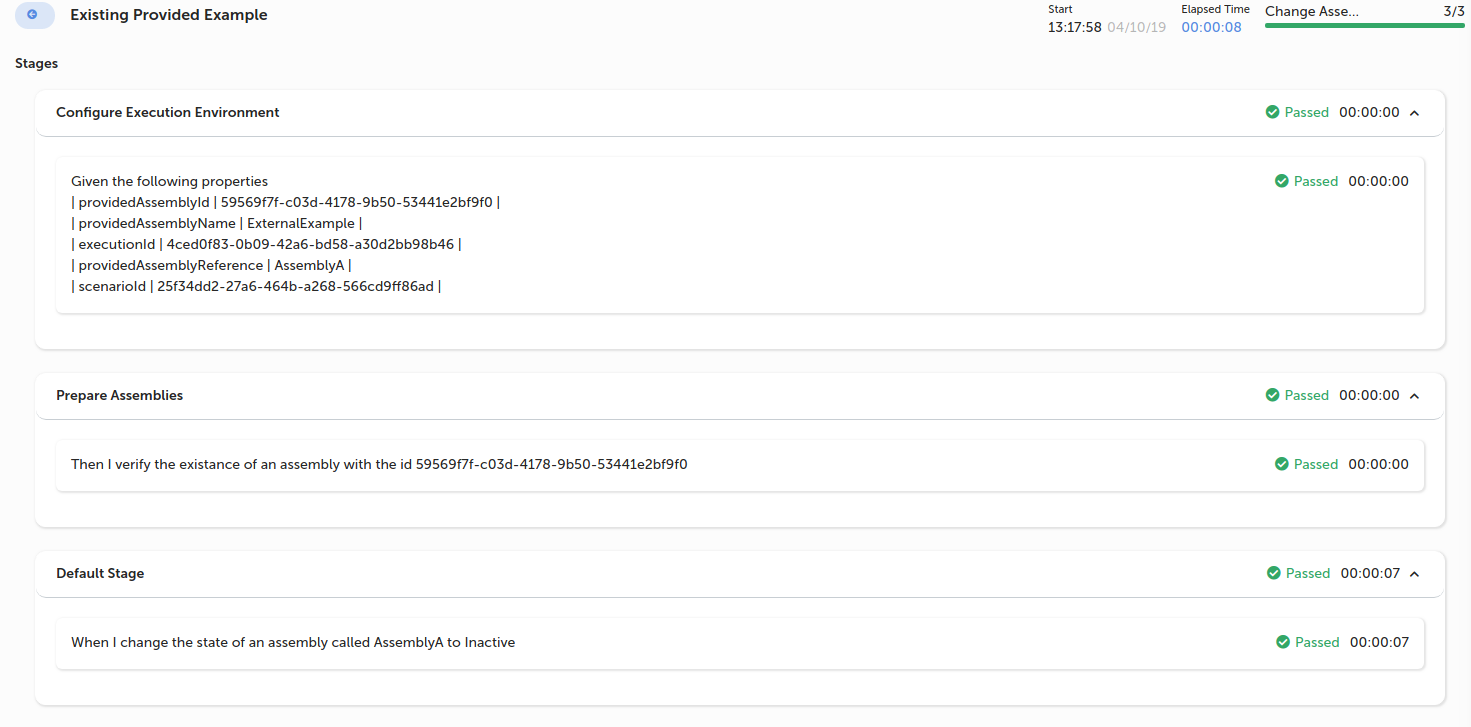 Existing Provided Example
Start
13:17:58 04/10/19
Elapsed Time
00:00:08
Change Asse...
3/3
Stages
Configure Execution Environment
Passed 00:00:00
Given the following properties
| providedAssemblyId | 59569f7f-c03d-4178-9b50-53441e2bf9f0 |
| providedAssemblyName | ExternalExample |
| executionId | 4ced0f83-0b09-42a6-bd58-a30d2bb98b46 |
| providedAssemblyReference | AssemblyA |
| scenarioId | 25f34dd2-27a6-464b-a268-566cd9ff86ad |
Passed 00:00:00
Prepare Assemblies
Passed 00:00:00
Then I verify the existance of an assembly with the id 59569f7f-c03d-4178-9b50-53441e2bf9f0
Passed 00:00:00
Default Stage
Passed 00:00:07
When I change the state of an assembly called AssemblyA to Inactive
Passed 00:00:07